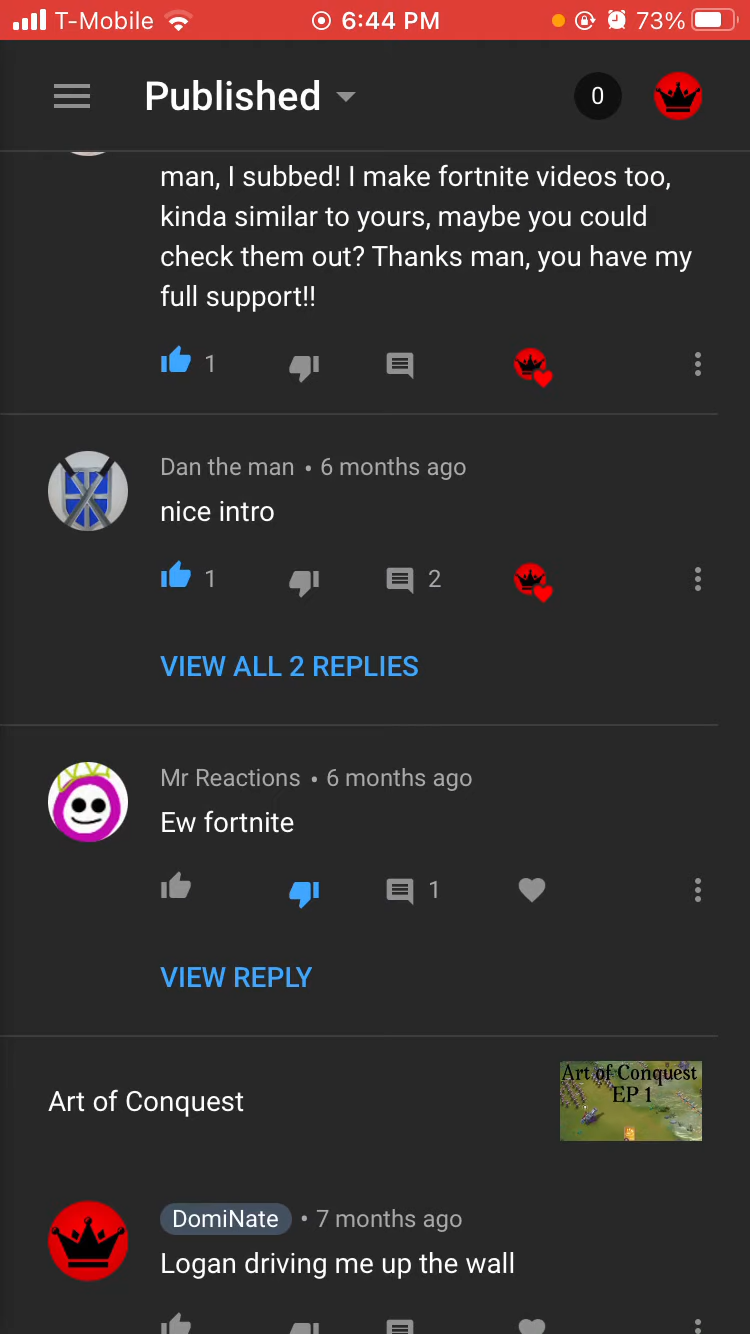 T-Mobile 6:44 PM 73%
Published 0
man, I subbed! I make fortnite videos too,
kinda similar to yours, maybe you could
check them out? Thanks man, you have my
full support!!
1
Dan the man • 6 months ago
nice intro
1 2
VIEW ALL 2 REPLIES
Mr Reactions • 6 months ago
Ew fortnite
1
VIEW REPLY
Art of Conquest
Art of Conquest
EP 1
DomiNate • 7 months ago
Logan driving me up the wall